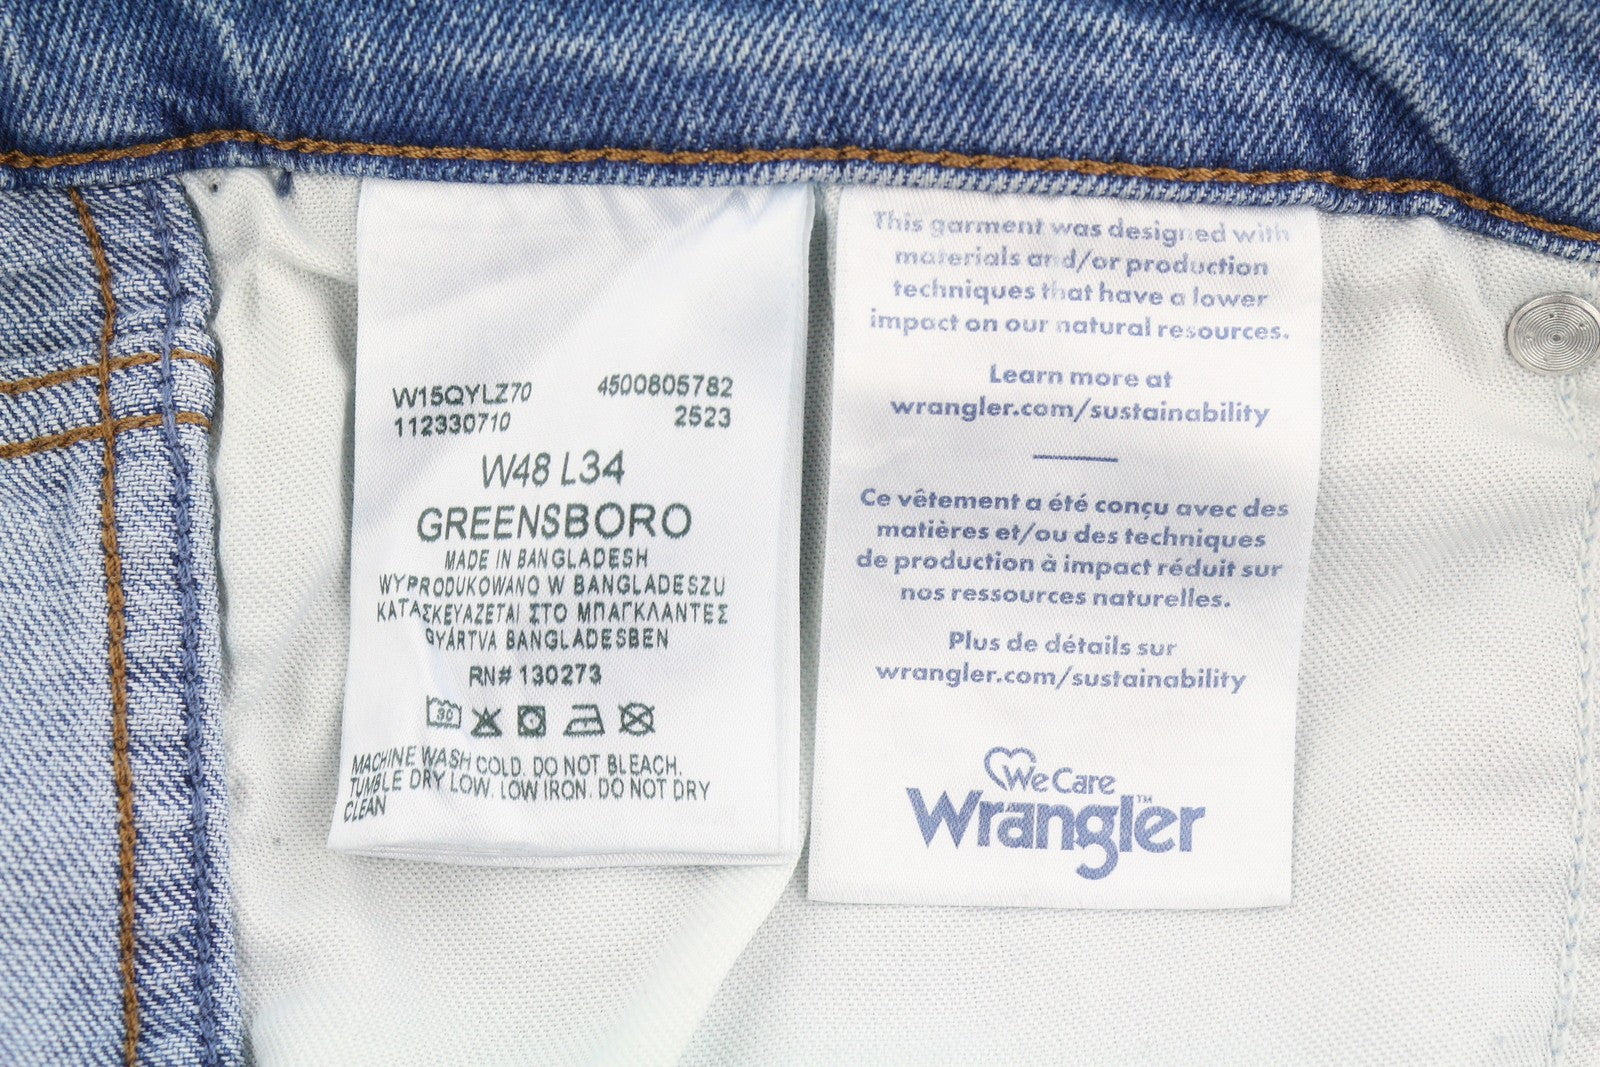 W15QYLZ70 4500805782
112330710 2523
W48 L34
GREENSBORO
MADE IN BANGLADESH
WYPRODUKOWANO W BANGLADESZU
ΚΑΤΑΣΚΕΥΑΖΕΤΑΙ ΣΤΟ ΜΠΑΓΚΛΑΝΤΕΣ
GYÁRTVA BANGLADESBEN
RN# 130273
30
MACHINE WASH COLD. DO NOT BLEACH.
TUMBLE DRY LOW. LOW IRON. DO NOT DRY
CLEAN
This garment was designed with
materials and/or production
techniques that have a lower
impact on our natural resources.
Learn more at
wrangler.com/sustainability
Ce vêtement a été conçu avec des
matières et/ou des techniques
de production à impact réduit sur
nos ressources naturelles.
Plus de détails sur
wrangler.com/sustainability
We Care
Wrangler™